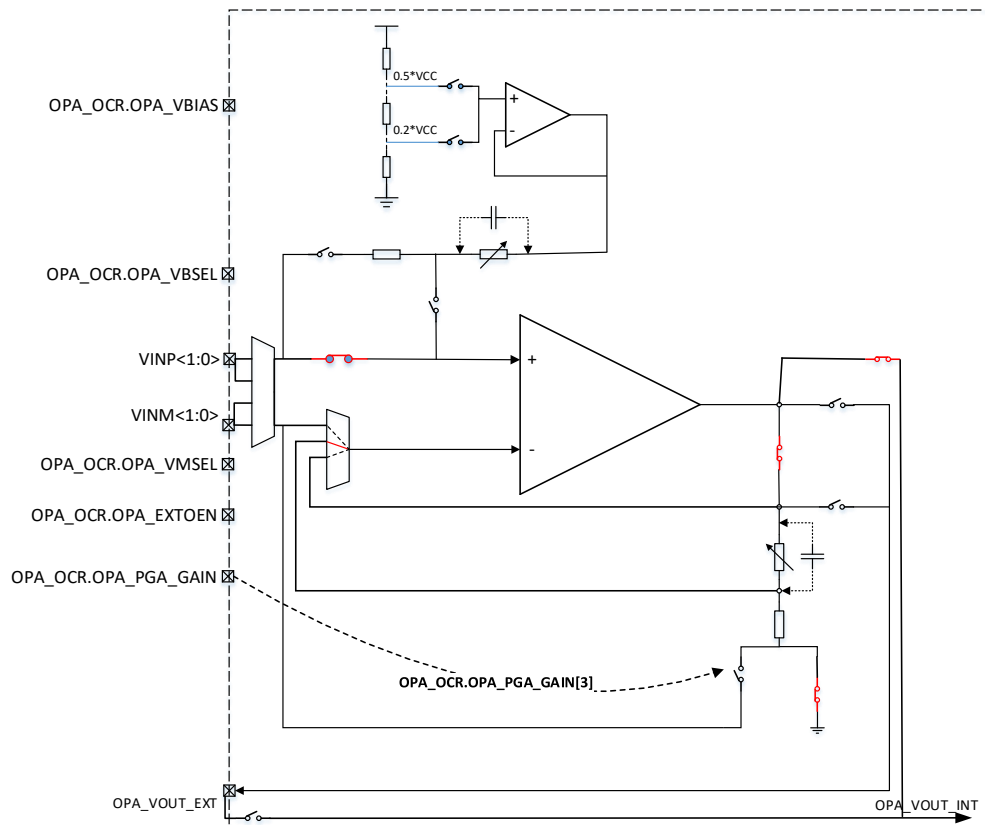 0.5*VCC
OPA_OCR.OPA_VBIAS
+
0.2*VCC
-
OPA_OCR.OPA_VBSEL
VINP<1:0>
+
VINM<1:0>
-
OPA_OCR.OPA_VMSEL
OPA_OCR.OPA_EXTOEN
OPA_OCR.OPA_PGA_GAIN
OPA_OCR.OPA_PGA_GAIN[3]
OPA_VOUT_EXT
OPA_VOUT_INT